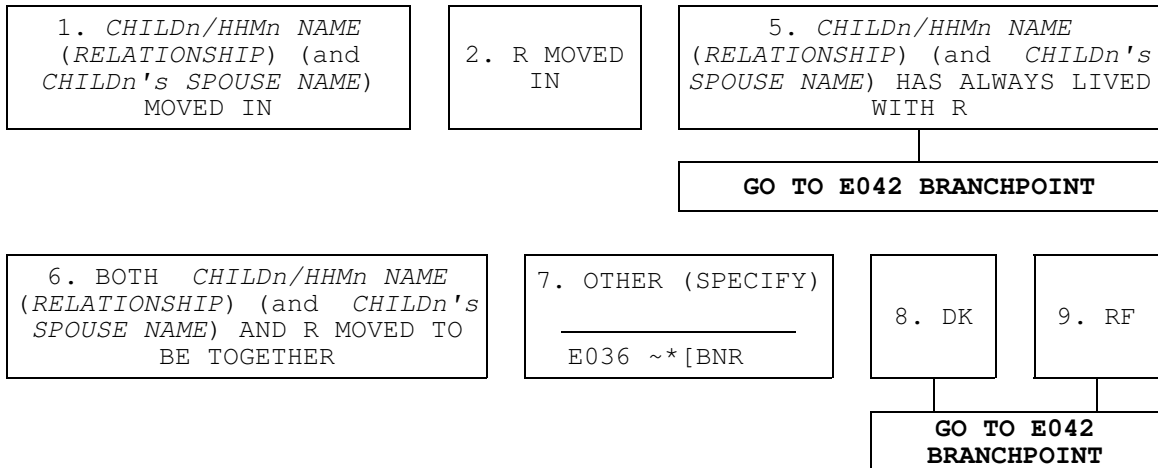 1. CHILDn/HHMn NAME
(RELATIONSHIP) (and
CHILDn's SPOUSE NAME)
MOVED IN
2. R MOVED
IN
5. CHILDn/HHMn NAME
(RELATIONSHIP) (and CHILDn's
SPOUSE NAME) HAS ALWAYS LIVED
WITH R
GO TO E042 BRANCHPOINT
6. BOTH CHILDn/HHMn NAME
(RELATIONSHIP) (and CHILDn's
SPOUSE NAME) AND R MOVED TO
BE TOGETHER
7. OTHER (SPECIFY)
E036 ~*[BNR
8. DK
9. RF
GO TO E042
BRANCHPOINT